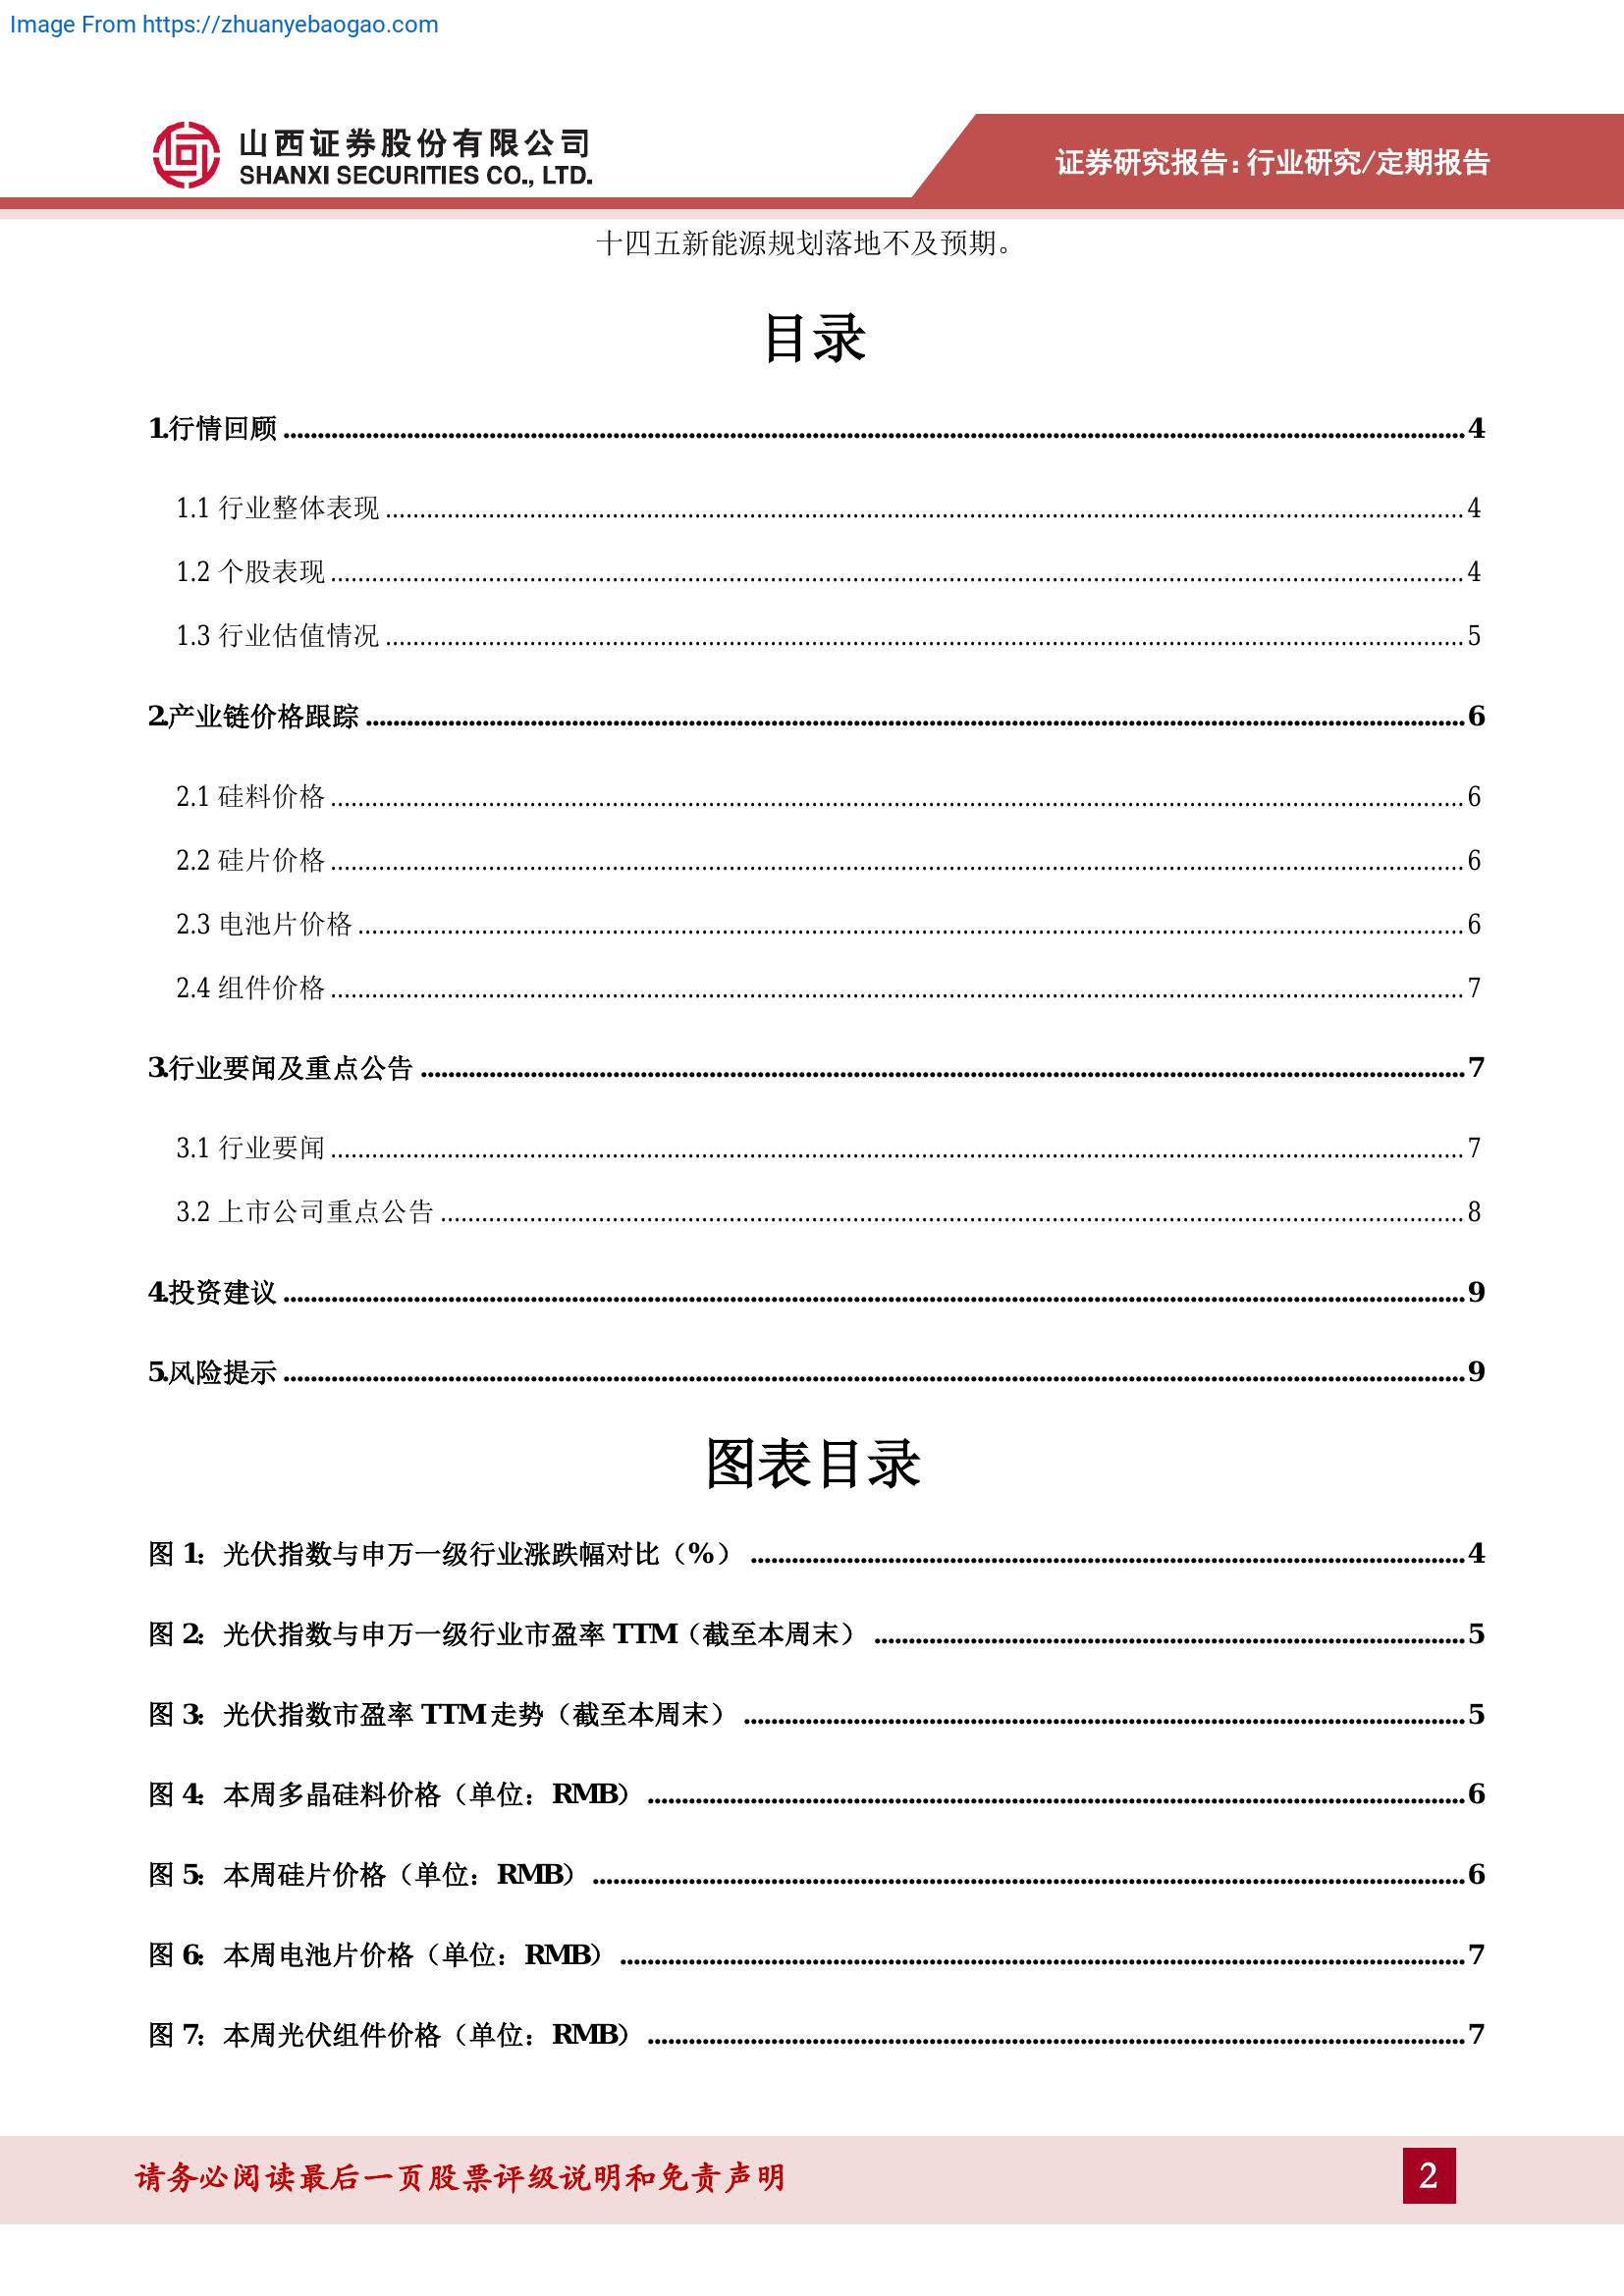 Image From https://zhuanyebaogao.com
山西证券股份有限公司
SHANXI SECURITIES CO., LTD.
证券研究报告:行业研究/定期报告
十四五新能源规划落地不及预期。
目录
1.行情回顾 4
1.1 行业整体表现 4
1.2 个股表现 4
1.3 行业估值情况 5
2.产业链价格跟踪 6
2.1 硅料价格 6
2.2 硅片价格 6
2.3 电池片价格 6
2.4 组件价格 7
3.行业要闻及重点公告 7
3.1 行业要闻 7
3.2 上市公司重点公告 8
4.投资建议 9
5.风险提示 9
图表目录
图 1：光伏指数与申万一级行业涨跌幅对比（%） 4
图 2：光伏指数与申万一级行业市盈率 TTM（截至本周末） 5
图 3：光伏指数市盈率 TTM 走势（截至本周末） 5
图 4：本周多晶硅料价格（单位：RMB） 6
图 5：本周硅片价格（单位：RMB） 6
图 6：本周电池片价格（单位：RMB） 7
图 7：本周光伏组件价格（单位：RMB） 7
请务必阅读最后一页股票评级说明和免责声明
2